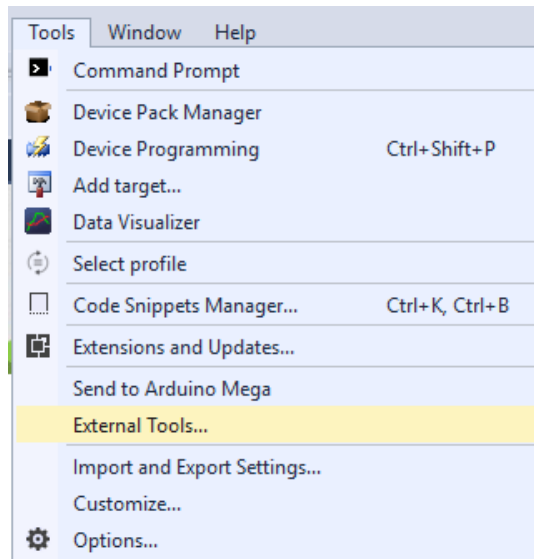 Tools Window Help
Command Prompt
Device Pack Manager
Device Programming Ctrl+Shift+P
Add target...
Data Visualizer
Select profile
Code Snippets Manager... Ctrl+K, Ctrl+B
Extensions and Updates...
Send to Arduino Mega
External Tools...
Import and Export Settings...
Customize...
Options...